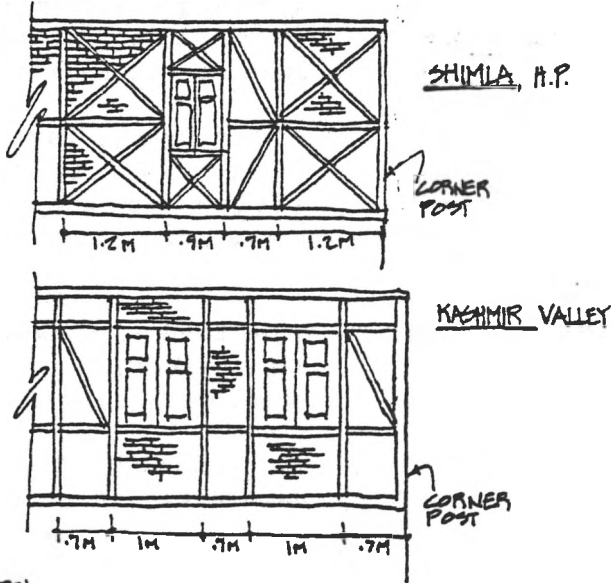 SHIMLA, H.P.
CORNER
POST
1.2M .9M .7M 1.2M
KASHMIR VALLEY
CORNER
POST
.7M 1M .7M 1M .7M